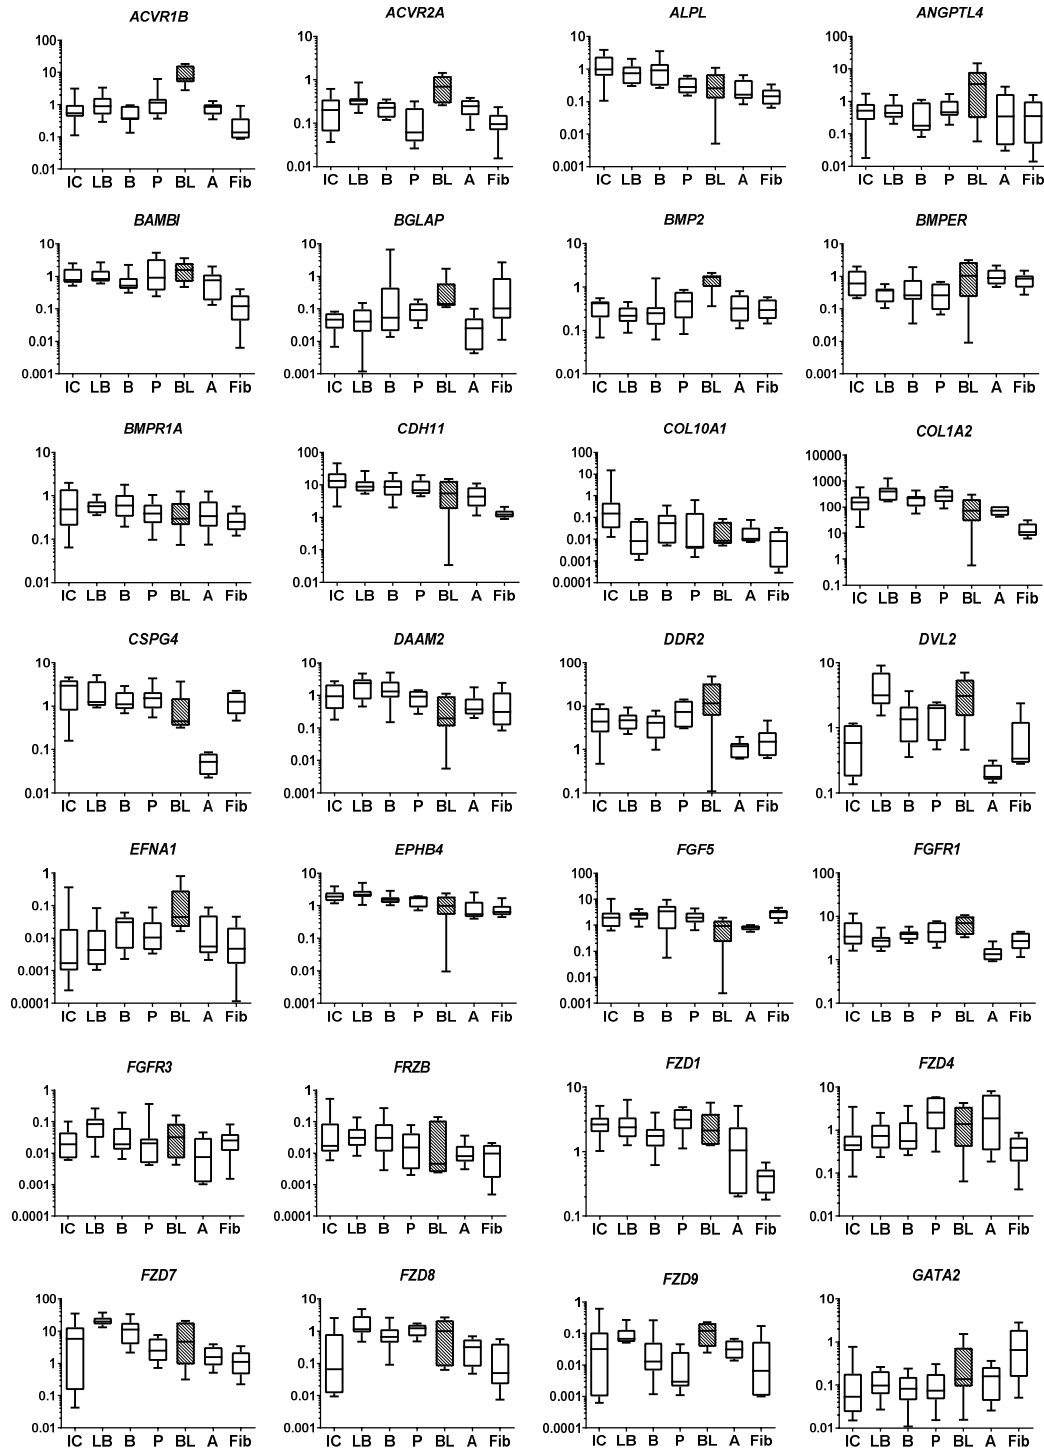 ACVR1B
100
10
1
0.1
0.01
IC LB B P BL A Fib
ACVR2A
10
1
0.1
0.01
IC LB B P BL A Fib
ALPL
10
1
0.1
0.01
0.001
IC LB B P BL A Fib
ANGPTL4
100
10
1
0.1
0.01
IC LB B P BL A Fib
BAMBI
10
1
0.1
0.01
0.001
IC LB B P BL A Fib
BGLAP
10
1
0.1
0.01
0.001
IC LB B P BL A Fib
BMP2
10
1
0.1
0.01
IC LB B P BL A Fib
BMPER
10
1
0.1
0.01
0.001
IC LB B P BL A Fib
BMPR1A
10
1
0.1
0.01
IC LB B P BL A Fib
CDH11
100
10
1
0.1
0.01
IC LB B P BL A Fib
COL10A1
100
10
1
0.1
0.01
0.001
0.0001
IC LB B P BL A Fib
COL1A2
10000
1000
100
10
1
0.1
IC LB B P BL A Fib
CSPG4
10
1
0.1
0.01
IC LB B P BL A Fib
DAAM2
10
1
0.1
0.01
0.001
IC LB B P BL A Fib
DDR2
100
10
1
0.1
IC LB B P BL A Fib
DVL2
10
1
0.1
IC LB B P BL A Fib
EFNA1
1
0.1
0.01
0.001
0.0001
IC LB B P BL A Fib
EPHB4
10
1
0.1
0.01
0.001
IC LB B P BL A Fib
FGF5
100
10
1
0.1
0.01
0.001
IC B B P BL A Fib
FGFR1
100
10
1
0.1
IC LB B P BL A Fib
FGFR3
1
0.1
0.01
0.001
0.0001
IC LB B P BL A Fib
FRZB
1
0.1
0.01
0.001
0.0001
IC LB B P BL A Fib
FZD1
10
1
0.1
IC LB B P BL A Fib
FZD4
10
1
0.1
0.01
IC LB B P BL A Fib
FZD7
100
10
1
0.1
0.01
IC LB B P BL A Fib
FZD8
10
1
0.1
0.01
0.001
IC LB B P BL A Fib
FZD9
1
0.1
0.01
0.001
0.0001
IC LB B P BL A Fib
GATA2
10
1
0.1
0.01
IC LB B P BL A Fib